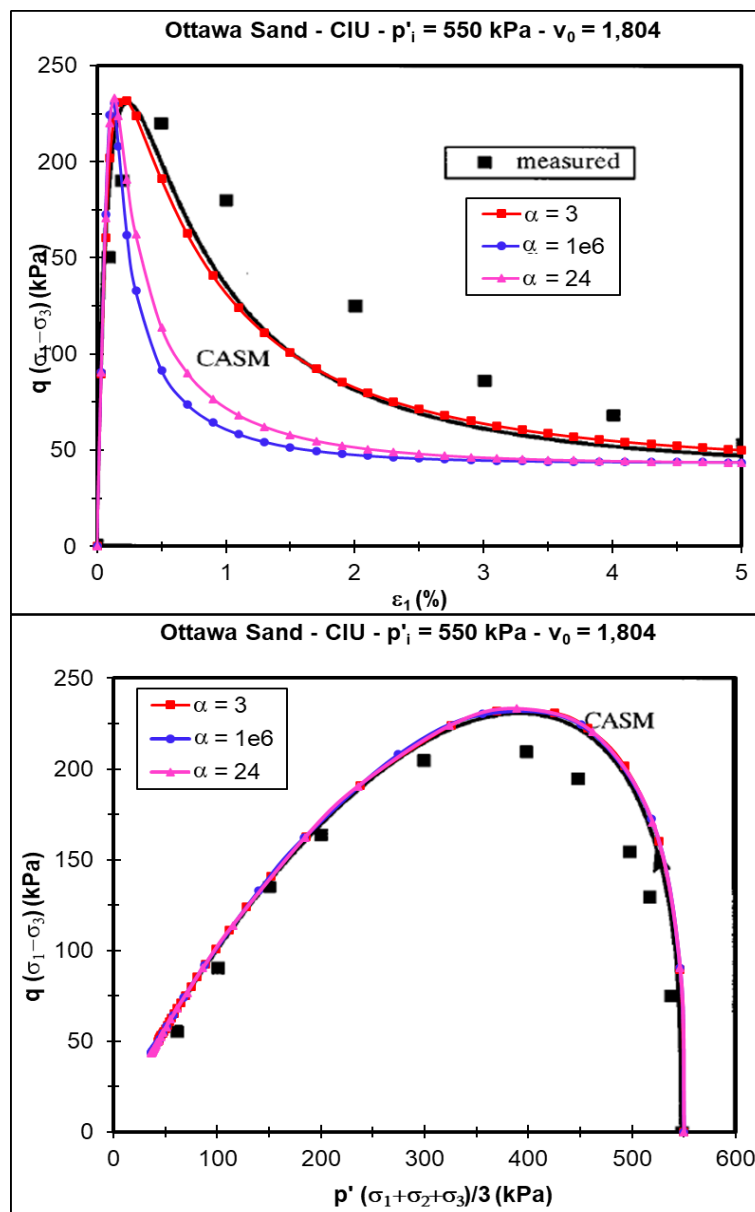 Ottawa Sand - CIU - p'i = 550 kPa - v0 = 1,804
250
200
150
100
50
0
q (σ1−σ3) (kPa)
measured
α = 3
α = 1e6
α = 24
CASM
0 1 2 3 4 5
ε1 (%)
Ottawa Sand - CIU - p'i = 550 kPa - v0 = 1,804
250
200
150
100
50
0
q (σ1−σ3) (kPa)
α = 3
α = 1e6
α = 24
CASM
0 100 200 300 400 500 600
p' (σ1+σ2+σ3)/3 (kPa)